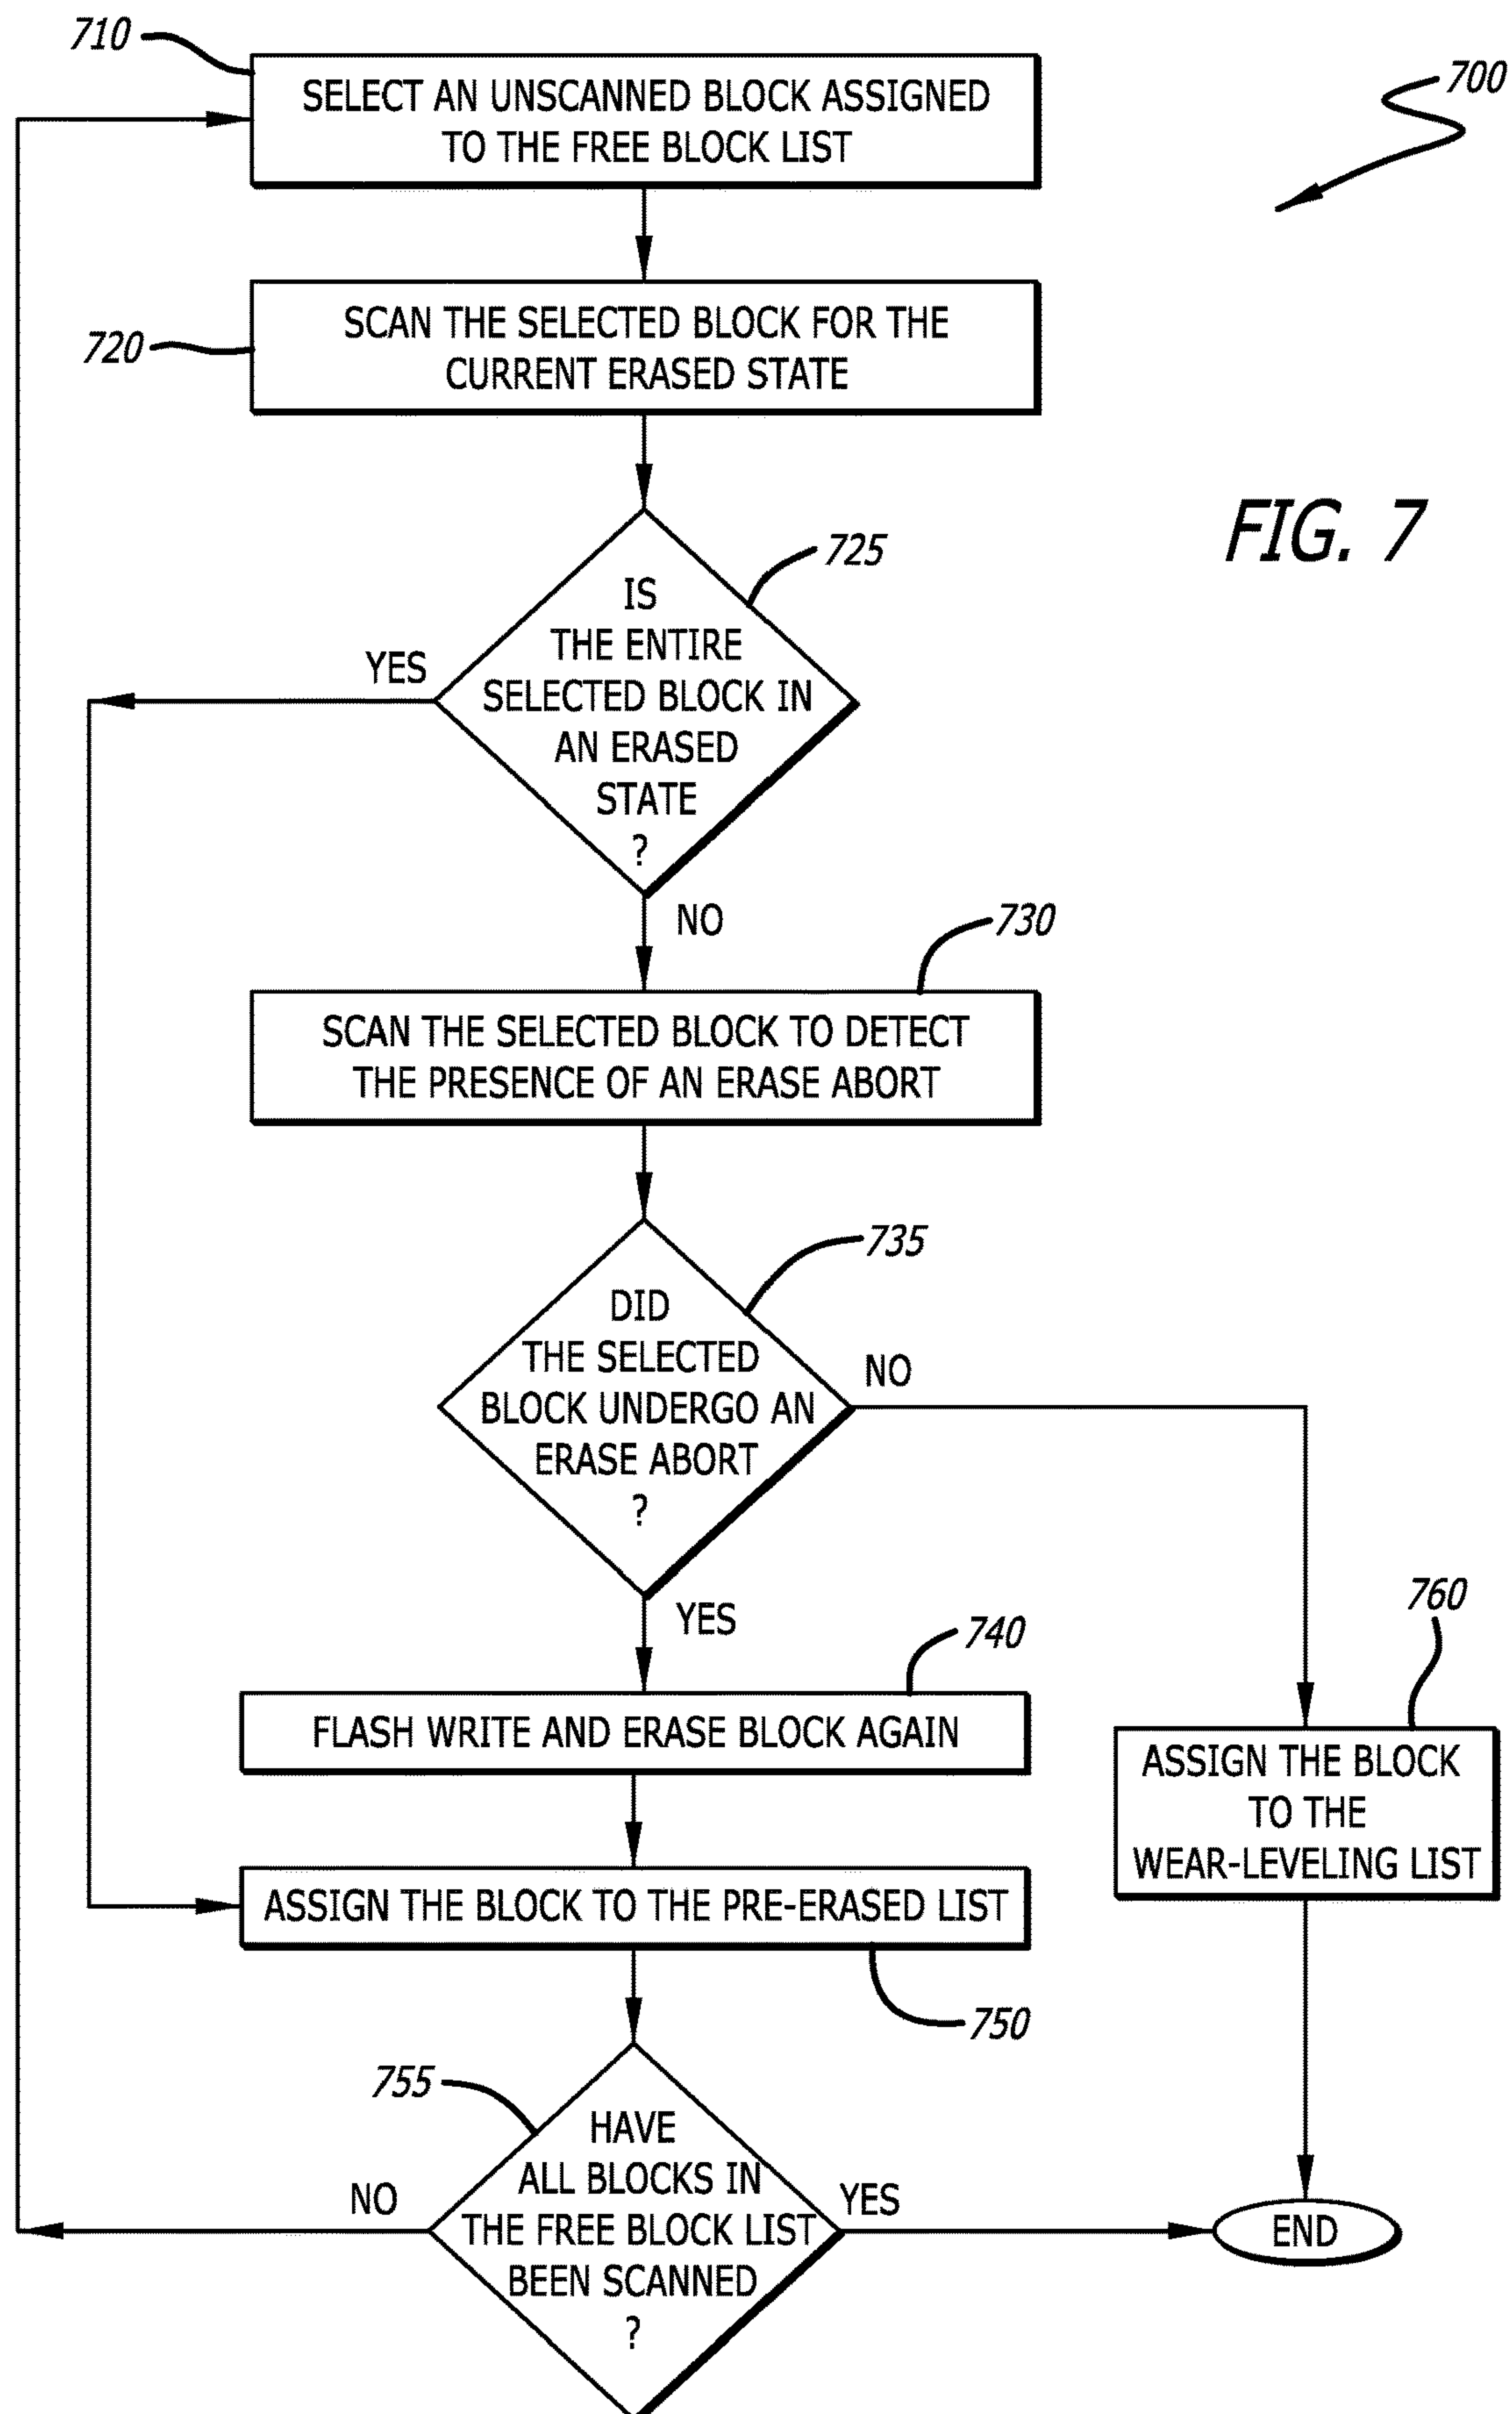 710
700
SELECT AN UNSCANNED BLOCK ASSIGNED
TO THE FREE BLOCK LIST
720
SCAN THE SELECTED BLOCK FOR THE
CURRENT ERASED STATE
FIG. 7
725
IS
THE ENTIRE
SELECTED BLOCK IN
AN ERASED
STATE
?
YES
NO
730
SCAN THE SELECTED BLOCK TO DETECT
THE PRESENCE OF AN ERASE ABORT
735
DID
THE SELECTED
BLOCK UNDERGO AN
ERASE ABORT
?
NO
YES
740
760
FLASH WRITE AND ERASE BLOCK AGAIN
ASSIGN THE BLOCK
TO THE
WEAR-LEVELING LIST
ASSIGN THE BLOCK TO THE PRE-ERASED LIST
750
755
HAVE
ALL BLOCKS IN
THE FREE BLOCK LIST
BEEN SCANNED
?
NO
YES
END